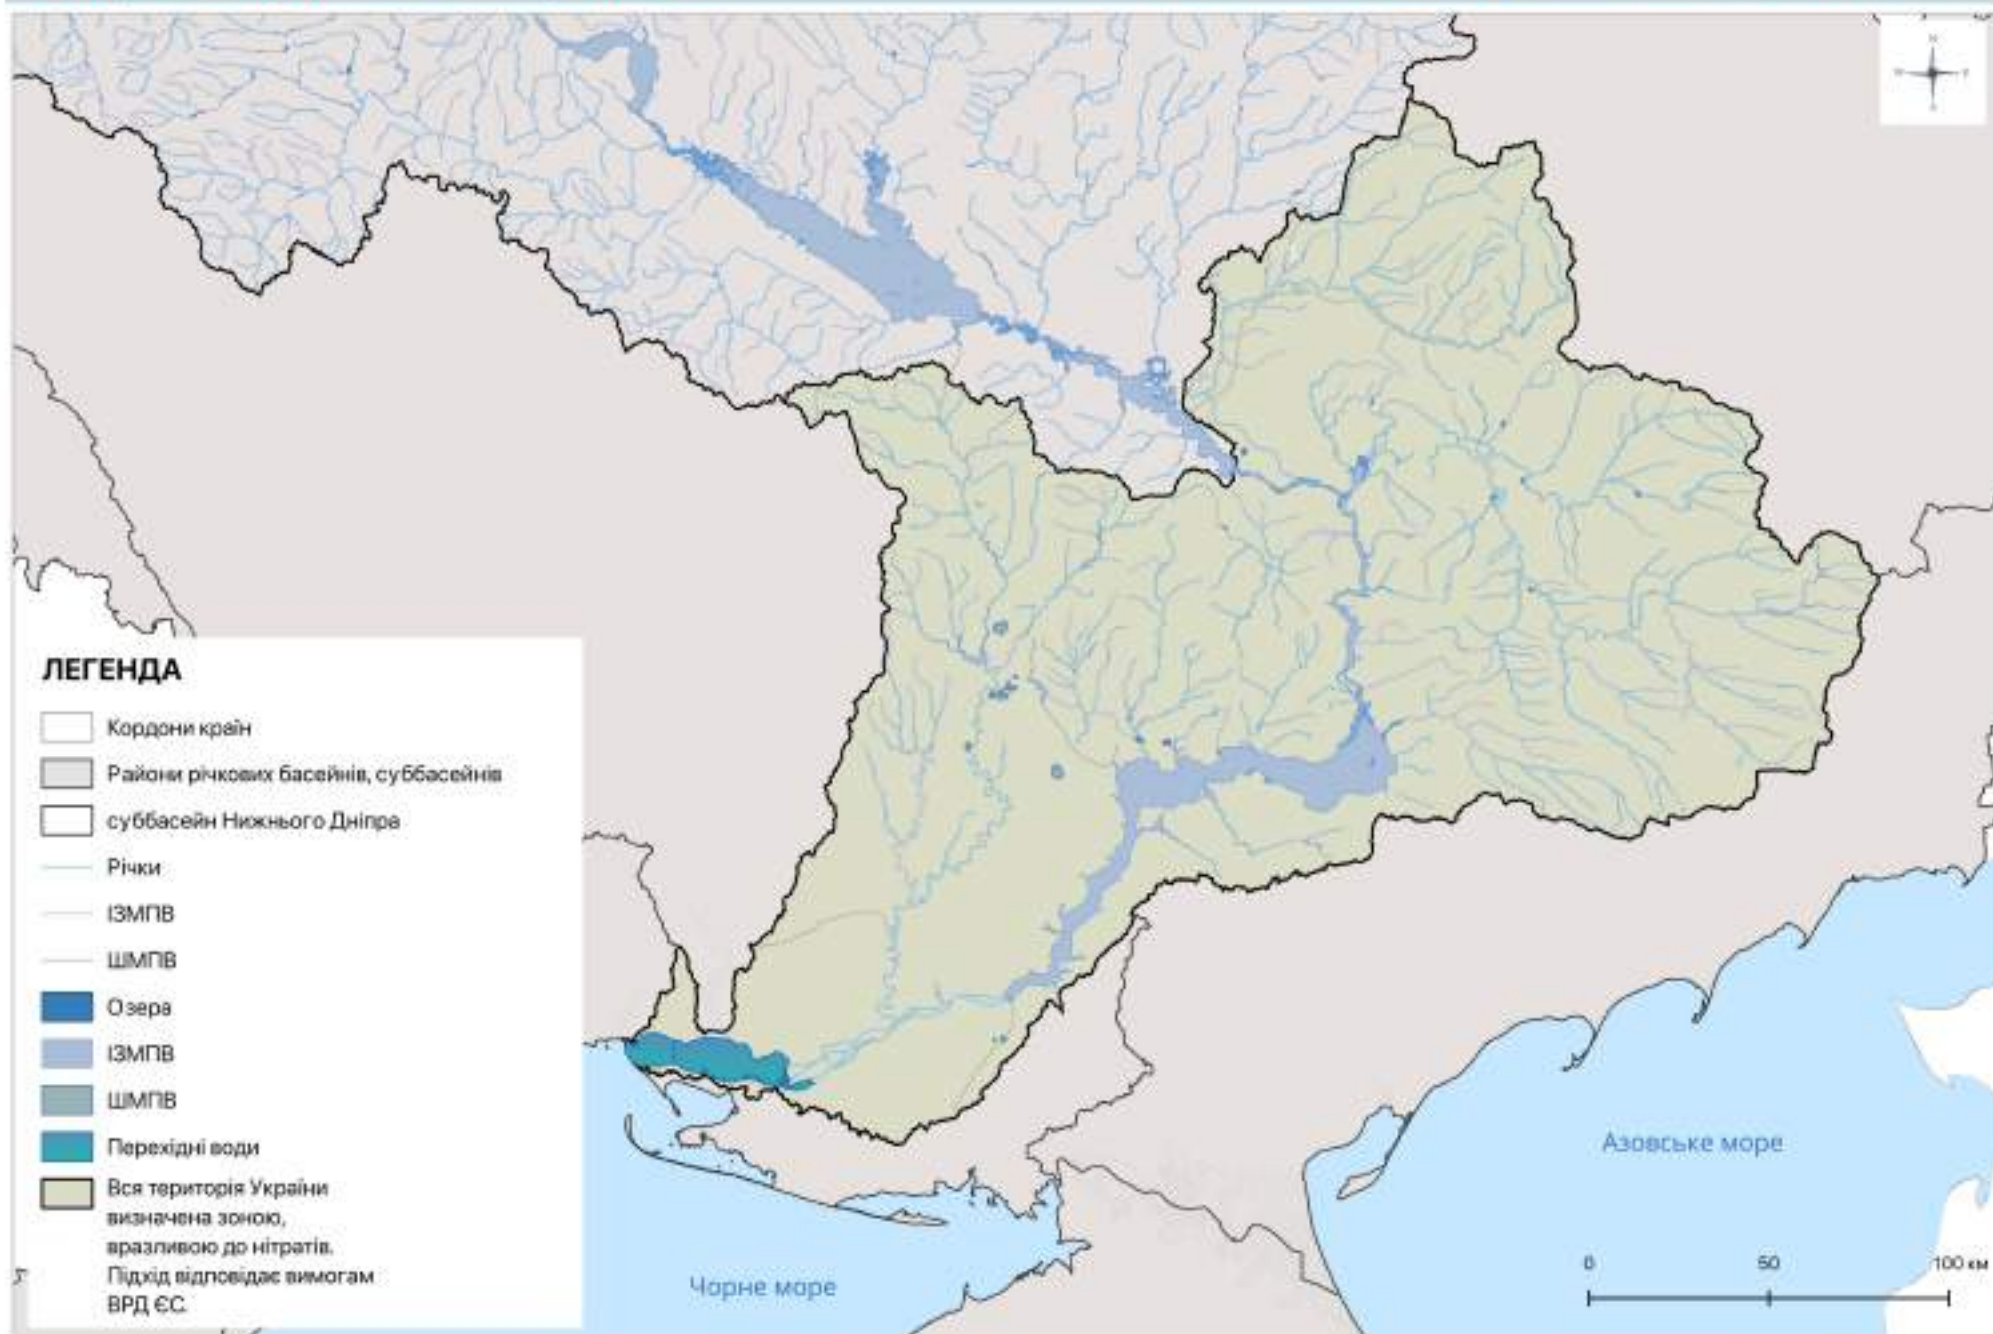 N
ЛЕГЕНДА
Кордони країн
Райони річкових басейнів, суббасейнів
суббасейн Нижнього Дніпра
Річки
ІЗМПВ
ШМПВ
Озера
ІЗМПВ
ШМПВ
Перехідні води
Вся територія України
визначена зоною,
вразливою до нітратів.
Підхід відповідає вимогам
ВРД ЄС.
Азовське море
Чорне море
0 50 100 км